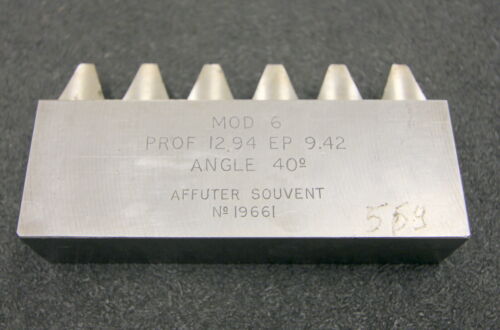 MOD 6
PROF 12,94 EP 9.42
ANGLE 40º
AFFUTER SOUVENT
Nº 19661
559